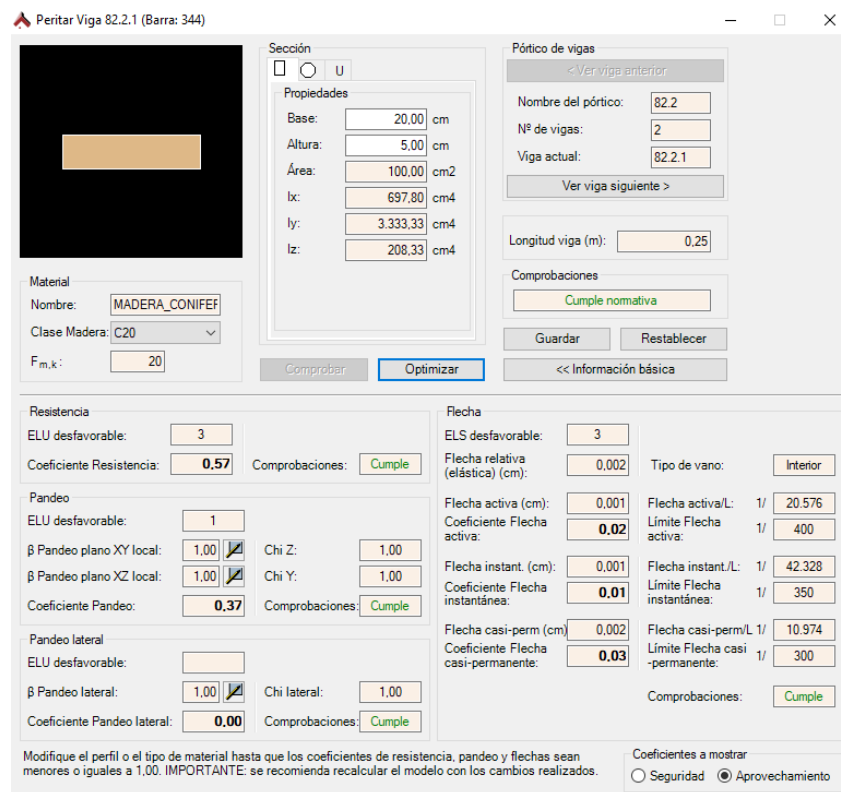 Peritar Viga 82.2.1 (Barra: 344)
Sección
U
Propiedades
Base: 20,00 cm
Altura: 5,00 cm
Área: 100,00 cm2
Ix: 697,80 cm4
Iy: 3.333,33 cm4
Iz: 208,33 cm4
Pórtico de vigas
< Ver viga anterior
Nombre del pórtico: 82.2
Nº de vigas: 2
Viga actual: 82.2.1
Ver viga siguiente >
Longitud viga (m): 0,25
Comprobaciones
Cumple normativa
Material
Nombre: MADERA_CONIFEF
Clase Madera: C20
Fm,k: 20
Comprobar
Optimizar
Guardar
Restablecer
<< Información básica
Resistencia
ELU desfavorable: 3
Coeficiente Resistencia: 0,57 Comprobaciones: Cumple
Pandeo
ELU desfavorable: 1
β Pandeo plano XY local: 1,00 Chi Z: 1,00
β Pandeo plano XZ local: 1,00 Chi Y: 1,00
Coeficiente Pandeo: 0,37 Comprobaciones: Cumple
Pandeo lateral
ELU desfavorable:
β Pandeo lateral: 1,00 Chi lateral: 1,00
Coeficiente Pandeo lateral: 0,00 Comprobaciones: Cumple
Flecha
ELS desfavorable: 3
Flecha relativa
(elástica) (cm): 0,002 Tipo de vano: Interior
Flecha activa (cm): 0,001 Flecha activa/L: 1/ 20.576
Coeficiente Flecha
activa: 0,02 Límite Flecha
activa: 1/ 400
Flecha instant. (cm): 0,001 Flecha instant./L: 1/ 42.328
Coeficiente Flecha
instantánea: 0,01 Límite Flecha
instantánea: 1/ 350
Flecha casi-perm (cm) 0,002 Flecha casi-perm/L 1/ 10.974
Coeficiente Flecha
casi-permanente: 0,03 Límite Flecha casi
-permanente: 1/ 300
Comprobaciones: Cumple
Modifique el perfil o el tipo de material hasta que los coeficientes de resistencia, pandeo y flechas sean
menores o iguales a 1,00. IMPORTANTE: se recomienda recalcular el modelo con los cambios realizados.
Coeficientes a mostrar
Seguridad Aprovechamiento